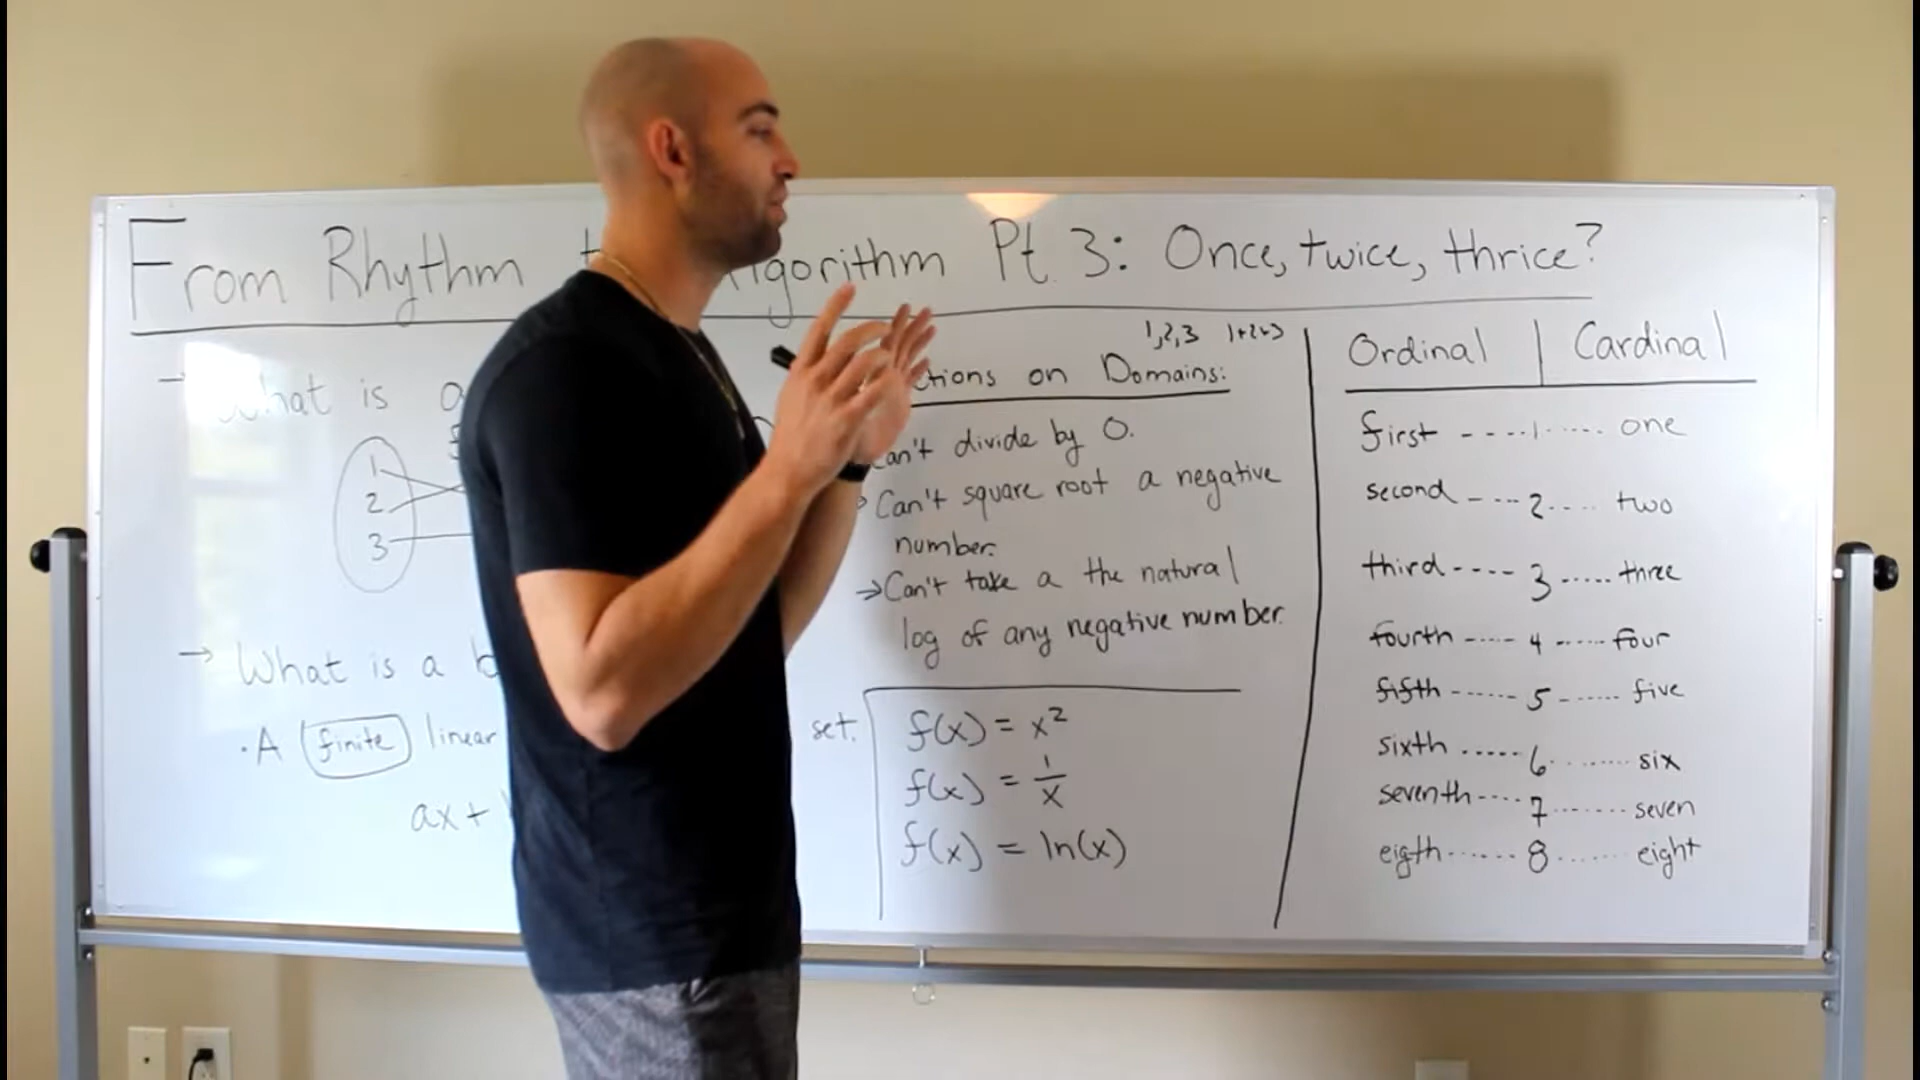 From Rhythm Algorithm Pt. 3: Once, twice, thrice?
→ What is a
1
2
3
→ What is a
· A finite linear set.
ax +
1,2,3 1+2+3
on Domains:
Can't divide by 0.
→ Can't square root a negative
number.
→ Can't take a the natural
log of any negative number.
f(x) = x²
f(x) = 1/x
f(x) = ln(x)
Ordinal | Cardinal
first ----1----- one
second ----2---- two
third ---- 3 ----- three
fourth ----- 4 ----- four
fifth ------ 5 ------ five
sixth ----- 6 ------- six
seventh ---- 7 ------- seven
eigth ------ 8 ------ eight